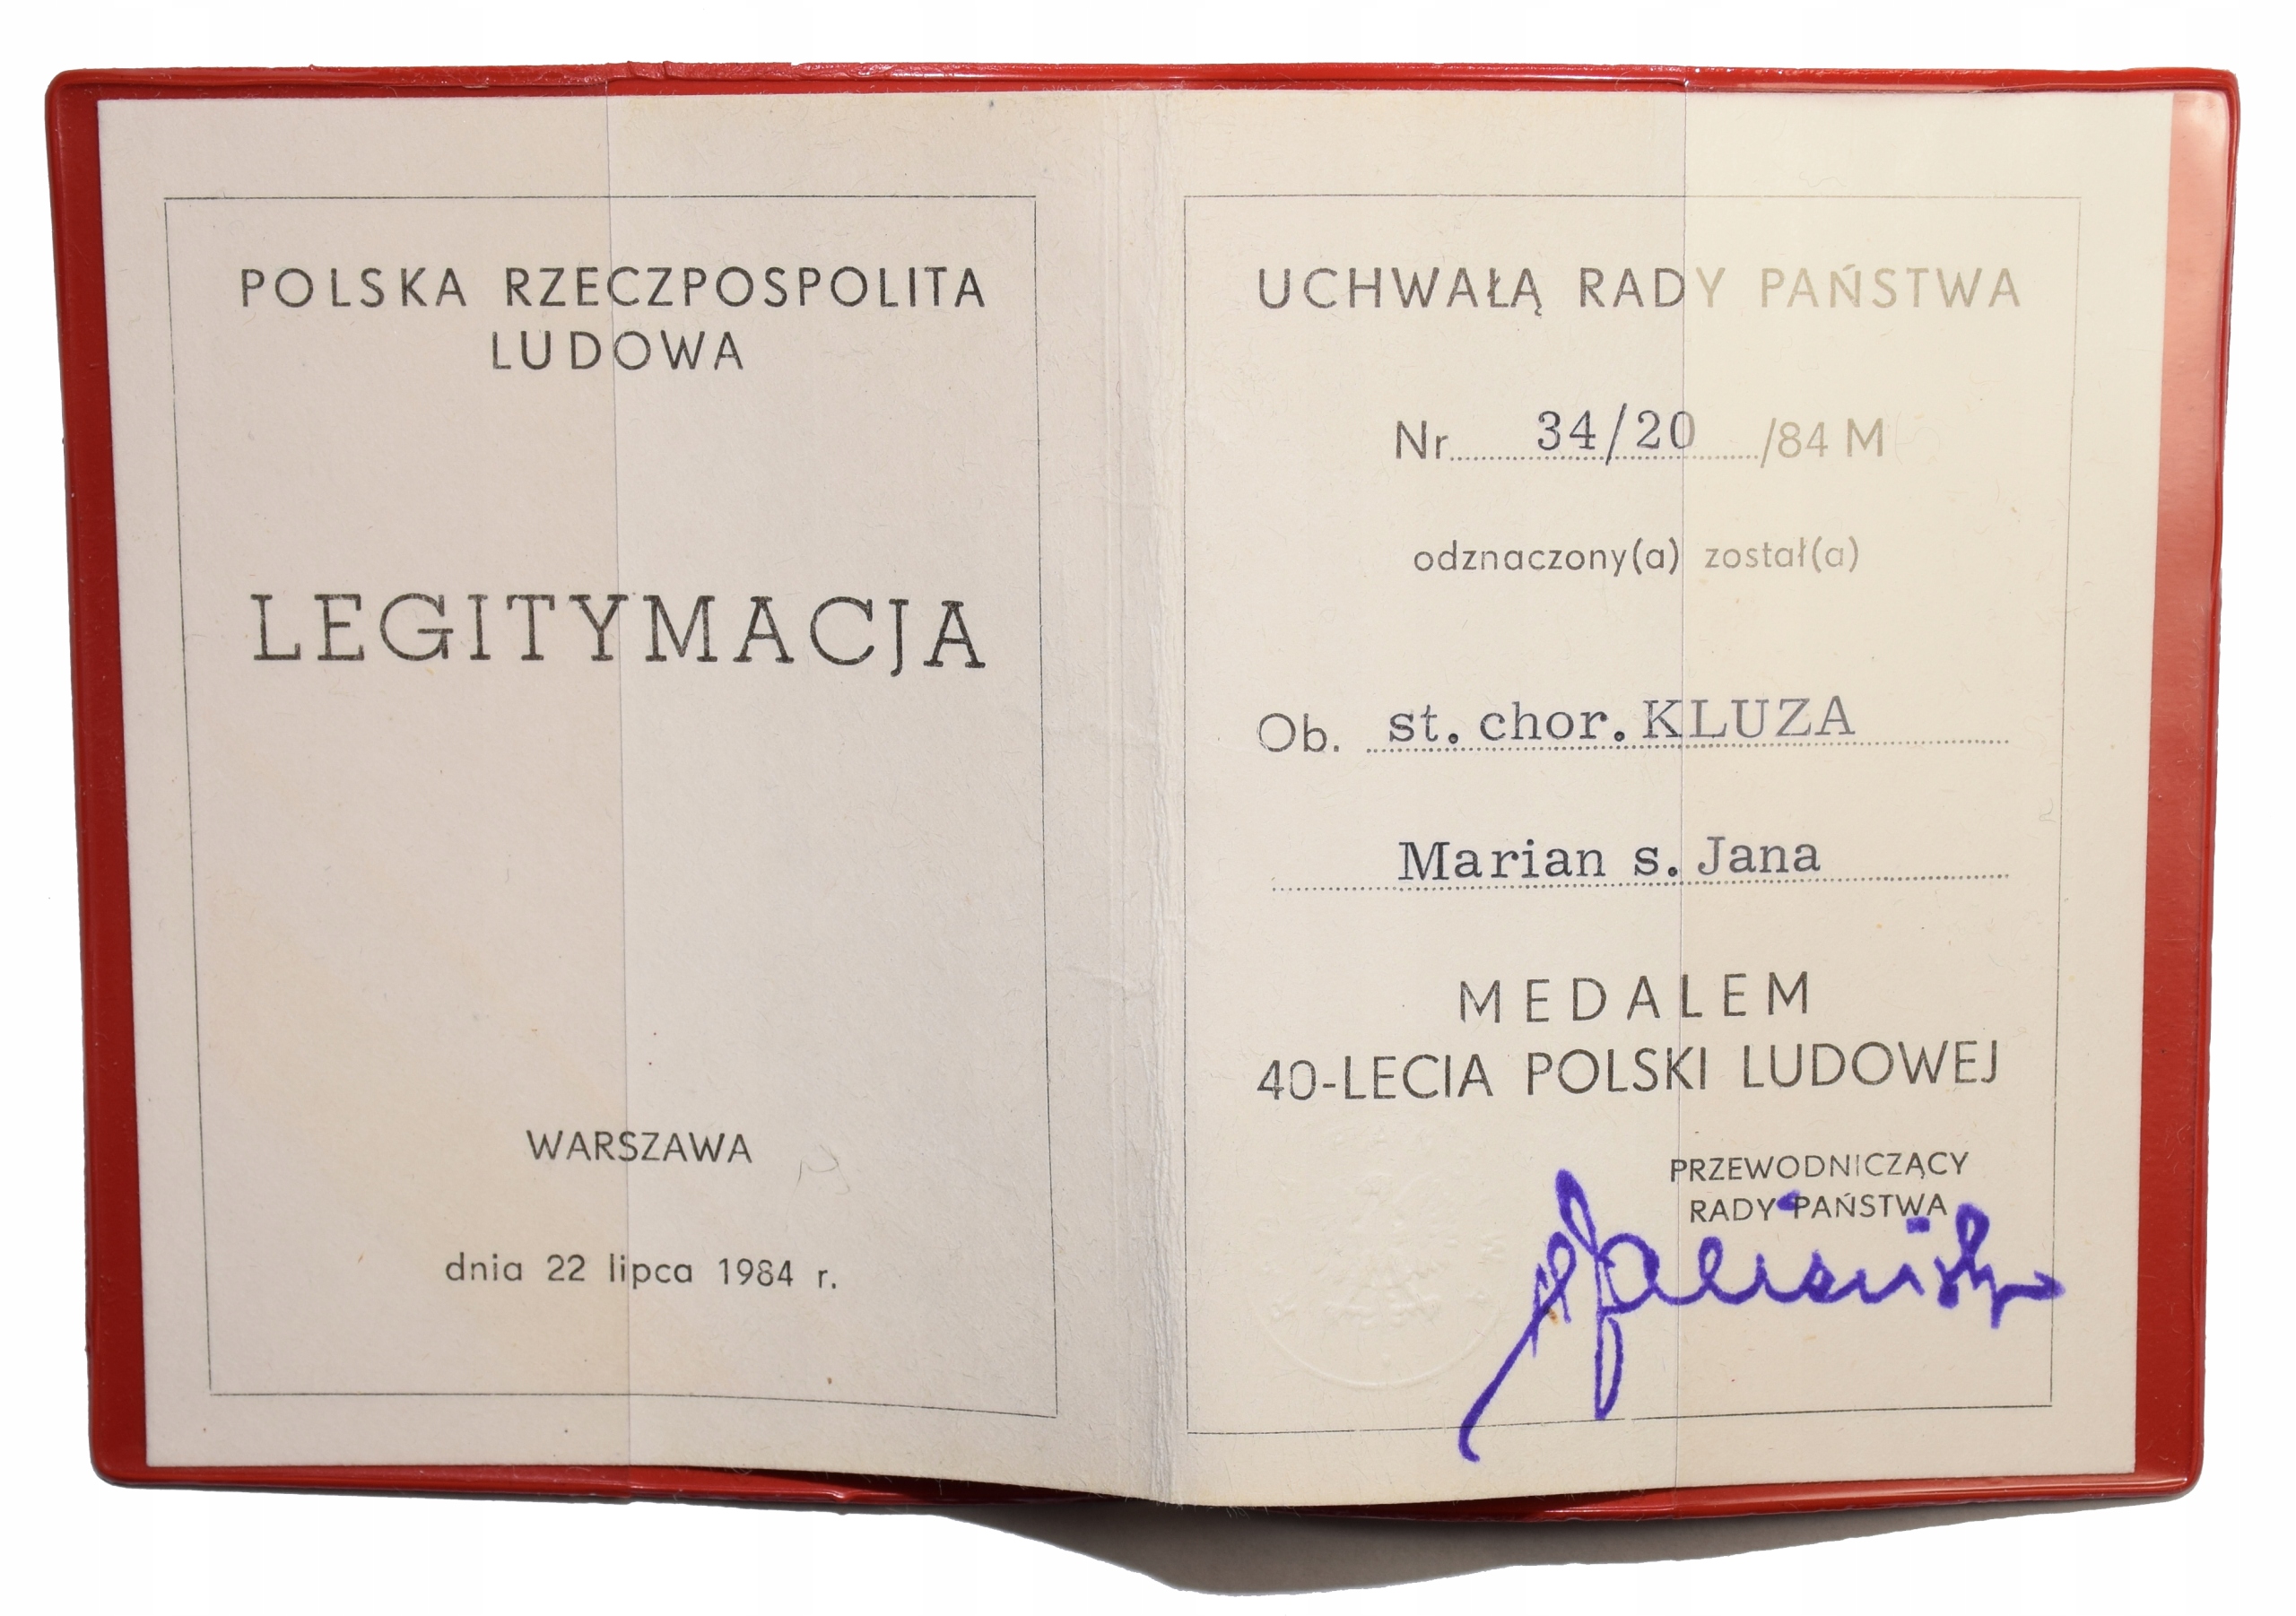 POLSKA RZECZPOSPOLITA
LUDOWA
LEGITYMACJA
WARSZAWA
dnia 22 lipca 1984 r.
UCHWAŁĄ RADY PAŃSTWA
Nr 34/20 /84 M
odznaczony(a) został(a)
Ob. st. chor. KLUZA
Marian s. Jana
MEDALEM
40-LECIA POLSKI LUDOWEJ
PRZEWODNICZĄCY
RADY PAŃSTWA